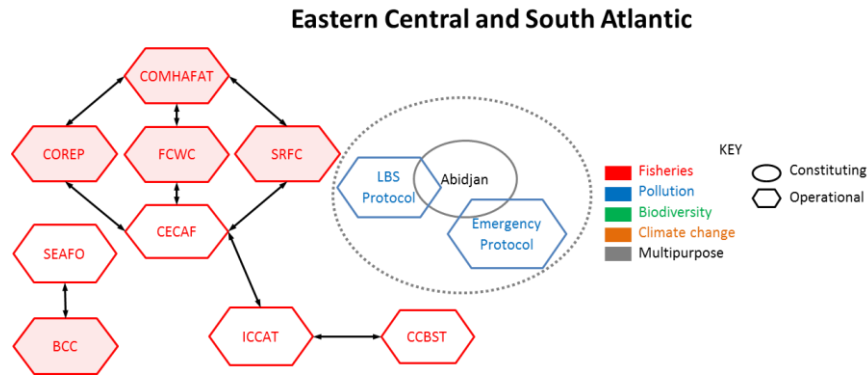 Eastern Central and South Atlantic
COMHAFAT
COREP
FCWC
SRFC
LBS
Protocol
Abidjan
Emergency
Protocol
CECAF
SEAFO
BCC
ICCAT
CCBST
KEY
Fisheries
Pollution
Biodiversity
Climate change
Multipurpose
Constituting
Operational